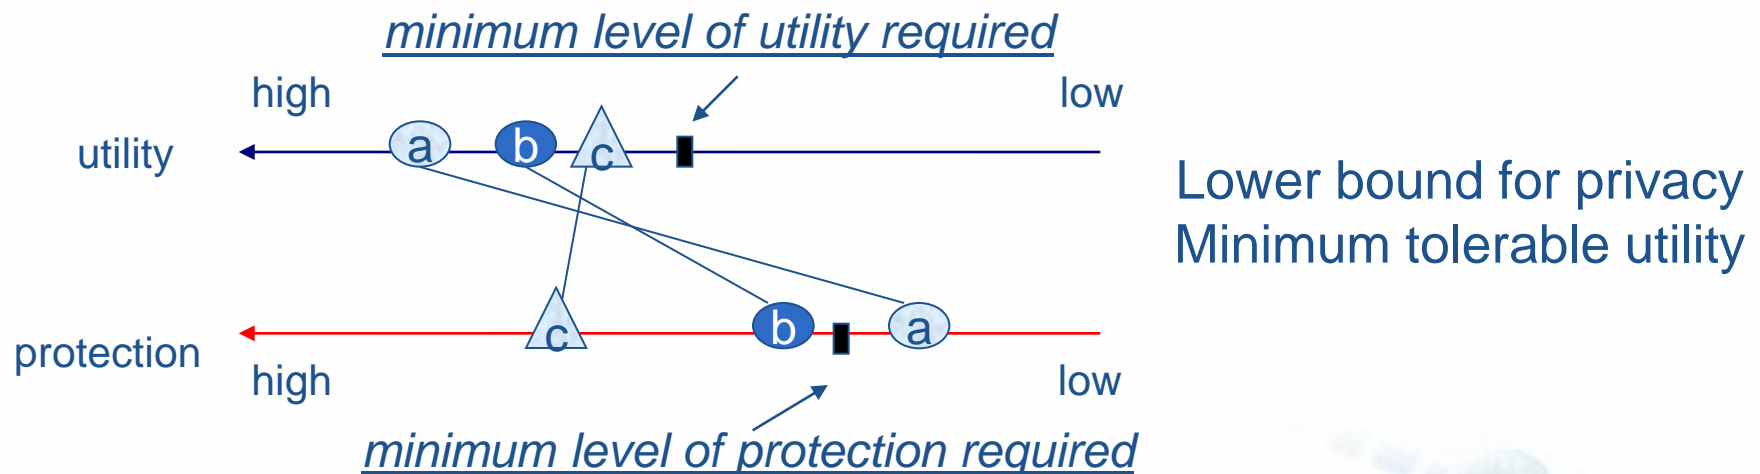 minimum level of utility required
high low
utility a b c
Lower bound for privacy
Minimum tolerable utility
protection c b a
high low
minimum level of protection required